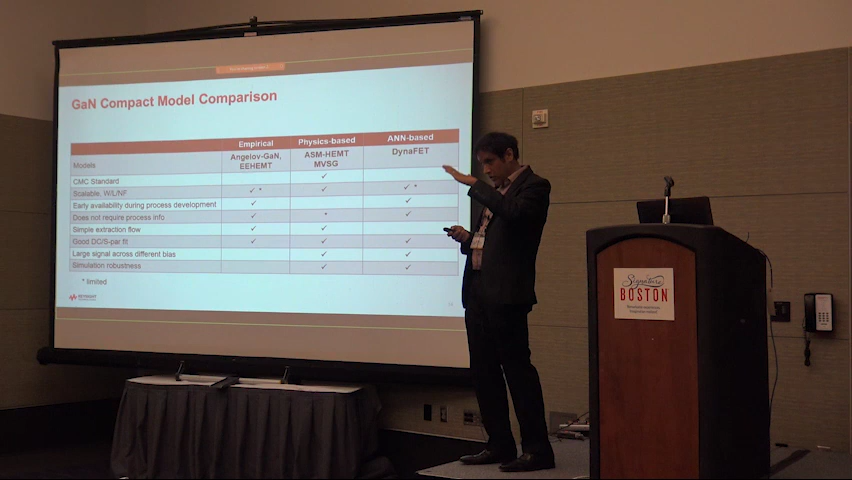 GaN Compact Model Comparison
Empirical Physics-based ANN-based
Models Angelov-GaN, EEHEMT ASM-HEMT MVSG DynaFET
CMC Standard ✓
Scalable, W/L/NF ✓ * ✓ ✓ *
Early availability during process development ✓ ✓
Does not require process info ✓ * ✓
Simple extraction flow ✓ ✓
Good DC/S-par fit ✓ ✓ ✓
Large signal across different bias ✓ ✓
Simulation robustness ✓ ✓
* limited
KEYSIGHT
Signature
BOSTON